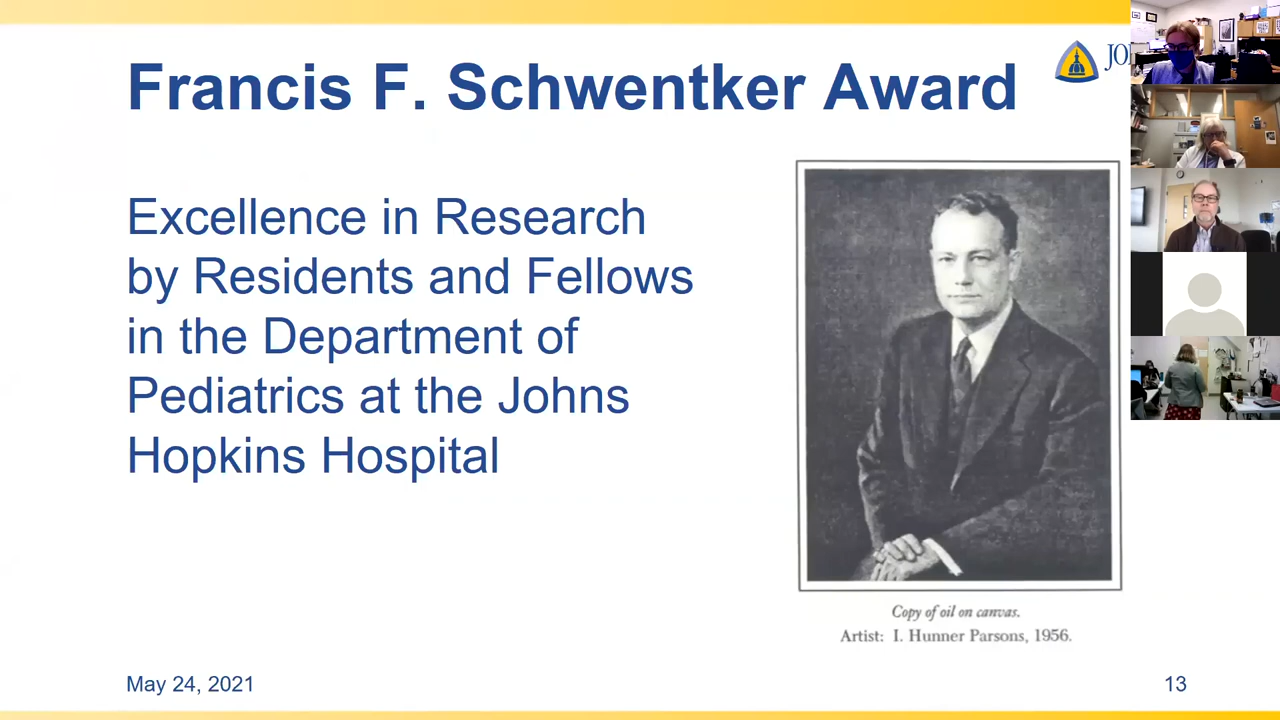 Francis F. Schwentker Award
JO
Excellence in Research
by Residents and Fellows
in the Department of
Pediatrics at the Johns
Hopkins Hospital
Copy of oil on canvas.
Artist: I. Hunner Parsons, 1956.
May 24, 2021
13